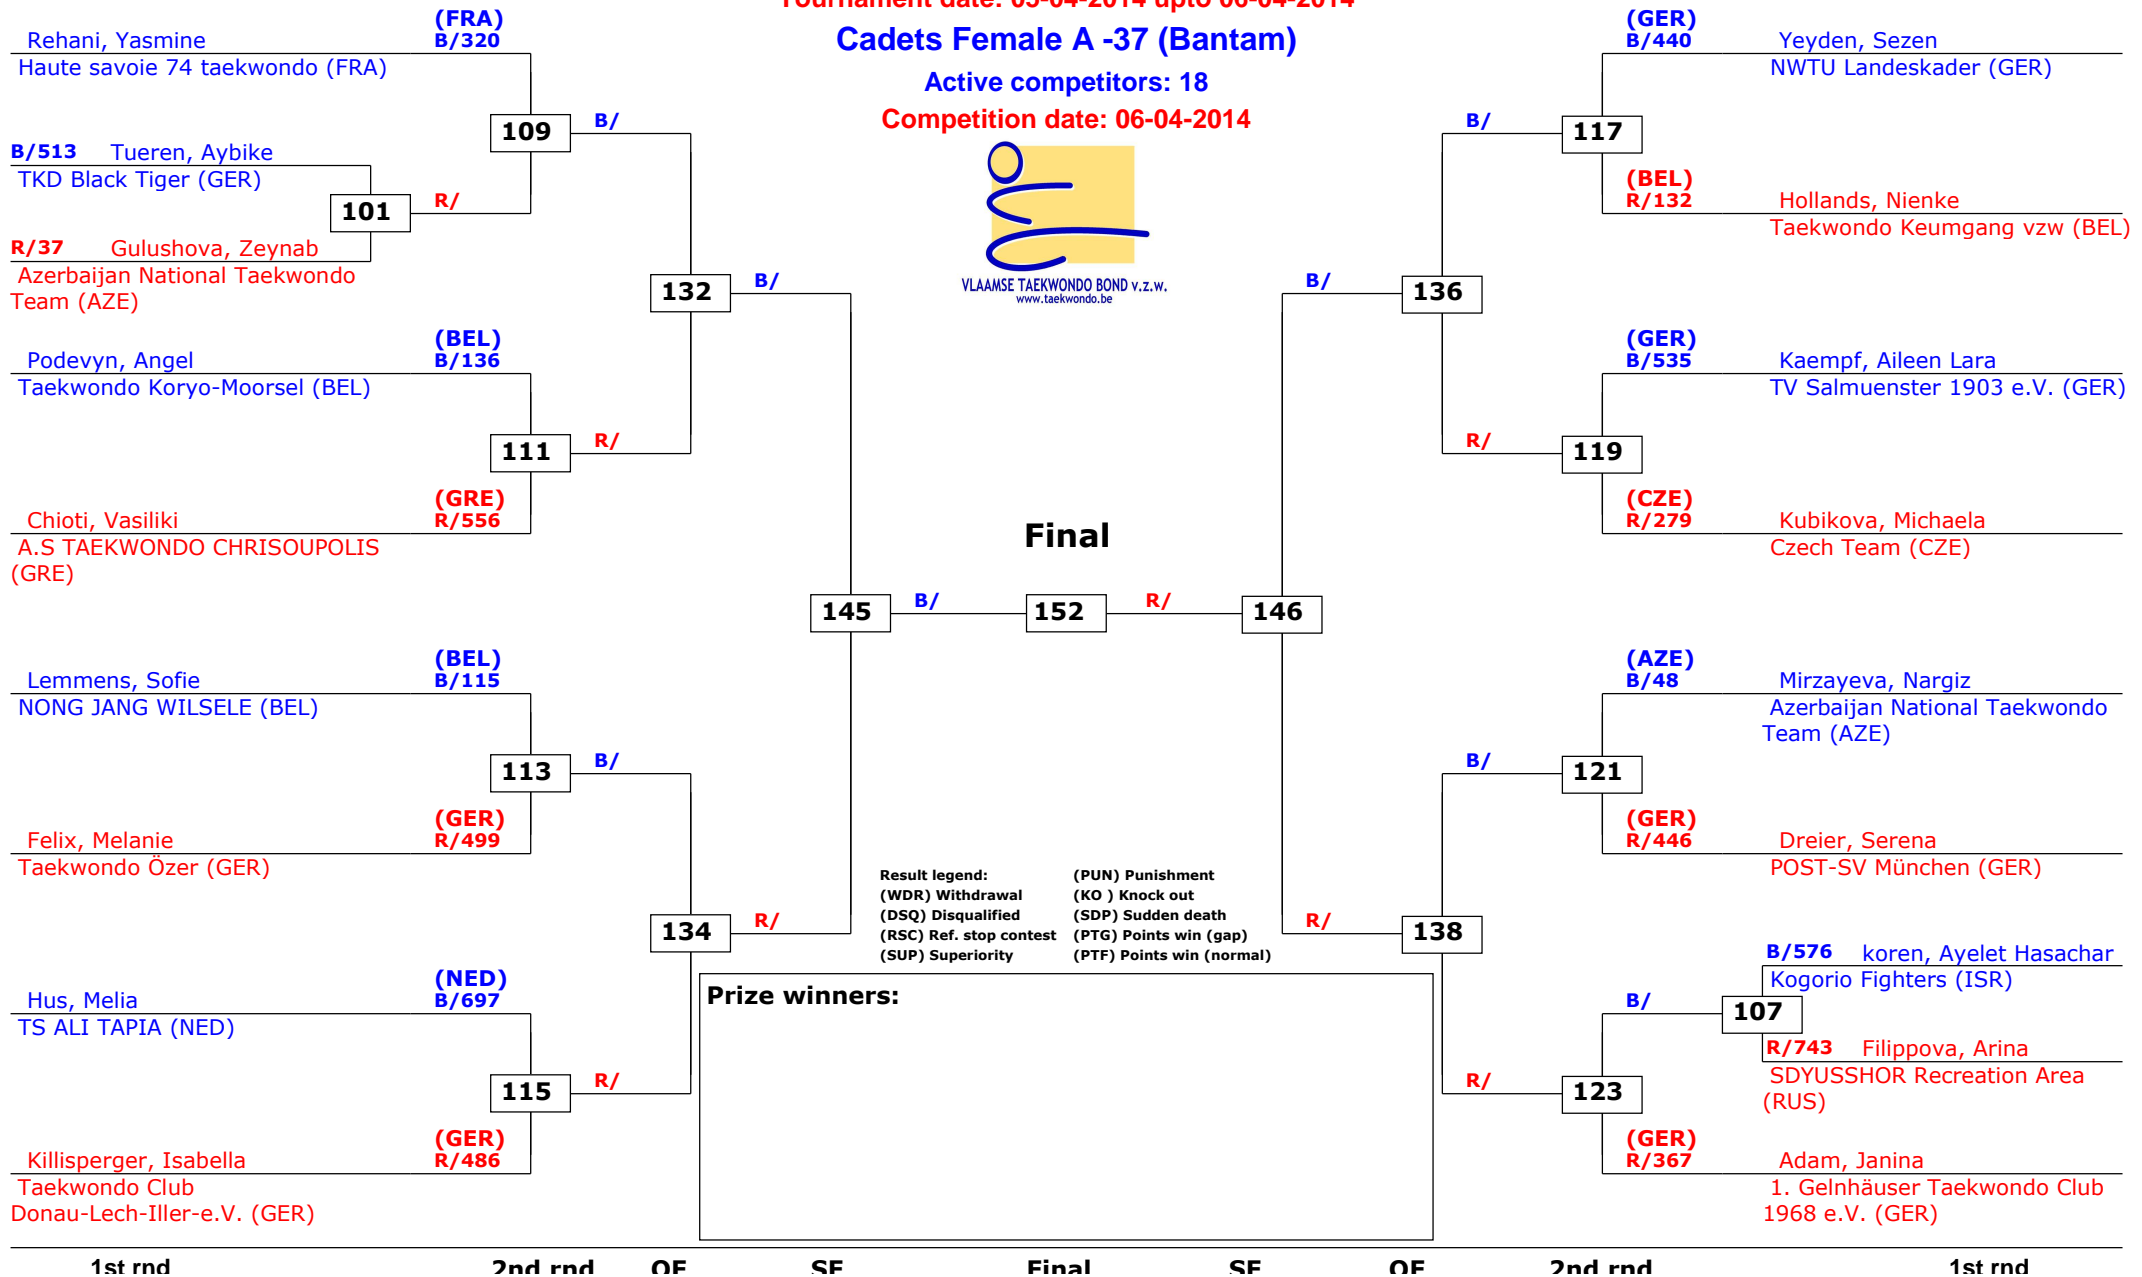 Tournament date: 05-04-2014 upto 06-04-2014
Cadets Female A -37 (Bantam)
Active competitors: 18
Competition date: 06-04-2014
VLAAMSE TAEKWONDO BOND v.z.w.
www.taekwondo.be
(FRA)
Rehani, Yasmine B/320
Haute savoie 74 taekwondo (FRA)
109
B/
B/513 Tueren, Aybike
TKD Black Tiger (GER)
101
R/
R/37 Gulushova, Zeynab
Azerbaijan National Taekwondo
Team (AZE)
132
B/
(BEL)
Podevyn, Angel B/136
Taekwondo Koryo-Moorsel (BEL)
111
R/
(GRE)
Chioti, Vasiliki R/556
A.S TAEKWONDO CHRISOUPOLIS
(GRE)
145
B/
(BEL)
Lemmens, Sofie B/115
NONG JANG WILSELE (BEL)
113
B/
(GER)
Felix, Melanie R/499
Taekwondo Özer (GER)
134
R/
(NED)
Hus, Melia B/697
TS ALI TAPIA (NED)
115
R/
(GER)
Killisperger, Isabella R/486
Taekwondo Club
Donau-Lech-Iller-e.V. (GER)
Final
152
R/
146
(GER)
B/440 Yeyden, Sezen
NWTU Landeskader (GER)
B/
117
(BEL)
R/132 Hollands, Nienke
Taekwondo Keumgang vzw (BEL)
B/
136
(GER)
B/535 Kaempf, Aileen Lara
TV Salmuenster 1903 e.V. (GER)
R/
119
(CZE)
R/279 Kubikova, Michaela
Czech Team (CZE)
(AZE)
B/48 Mirzayeva, Nargiz
Azerbaijan National Taekwondo
Team (AZE)
B/
121
(GER)
R/446 Dreier, Serena
POST-SV München (GER)
R/
138
B/576 koren, Ayelet Hasachar
Kogorio Fighters (ISR)
B/
107
R/743 Filippova, Arina
SDYUSSHOR Recreation Area
(RUS)
R/
123
(GER)
R/367 Adam, Janina
1. Gelnhäuser Taekwondo Club
1968 e.V. (GER)
Result legend: (PUN) Punishment
(WDR) Withdrawal (KO ) Knock out
(DSQ) Disqualified (SDP) Sudden death
(RSC) Ref. stop contest (PTG) Points win (gap)
(SUP) Superiority (PTF) Points win (normal)
Prize winners:
1st rnd 2nd rnd QF SF Final SF QF 2nd rnd 1st rnd